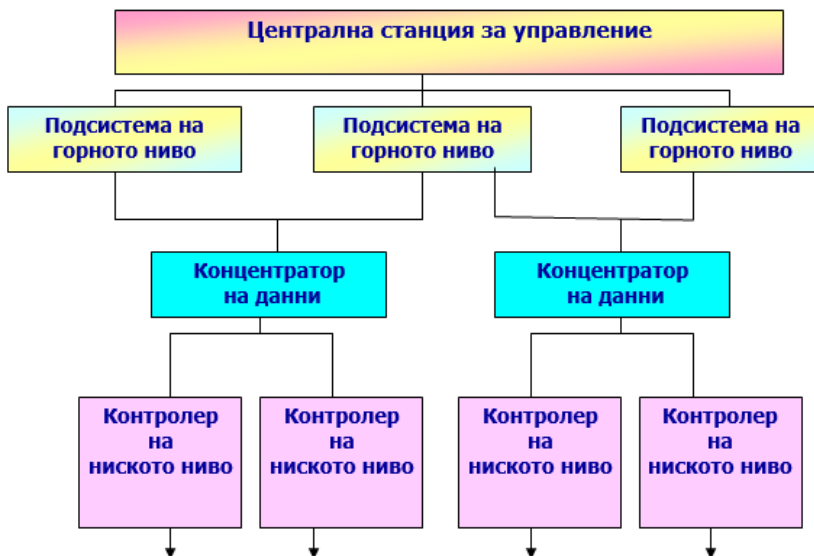 Централна станция за управление
Подсистема на
горното ниво
Подсистема на
горното ниво
Подсистема на
горното ниво
Концентратор
на данни
Концентратор
на данни
Контролер
на
ниското ниво
Контролер
на
ниското ниво
Контролер
на
ниското ниво
Контролер
на
ниското ниво